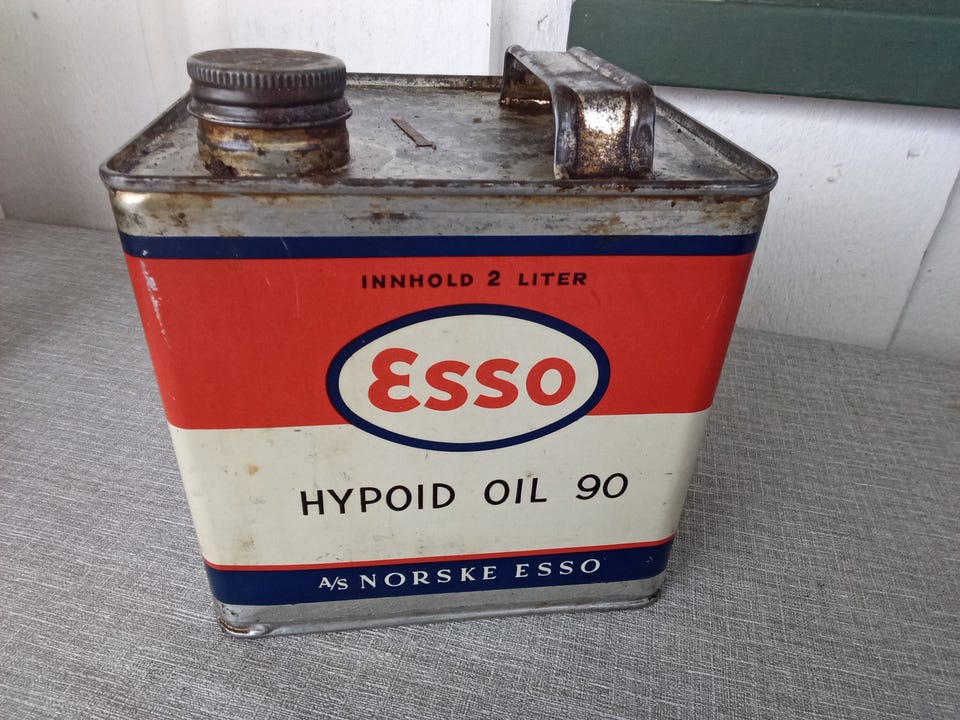 INNHOLD 2 LITER
Esso
HYPOID OIL 90
A/S NORSKE ESSO